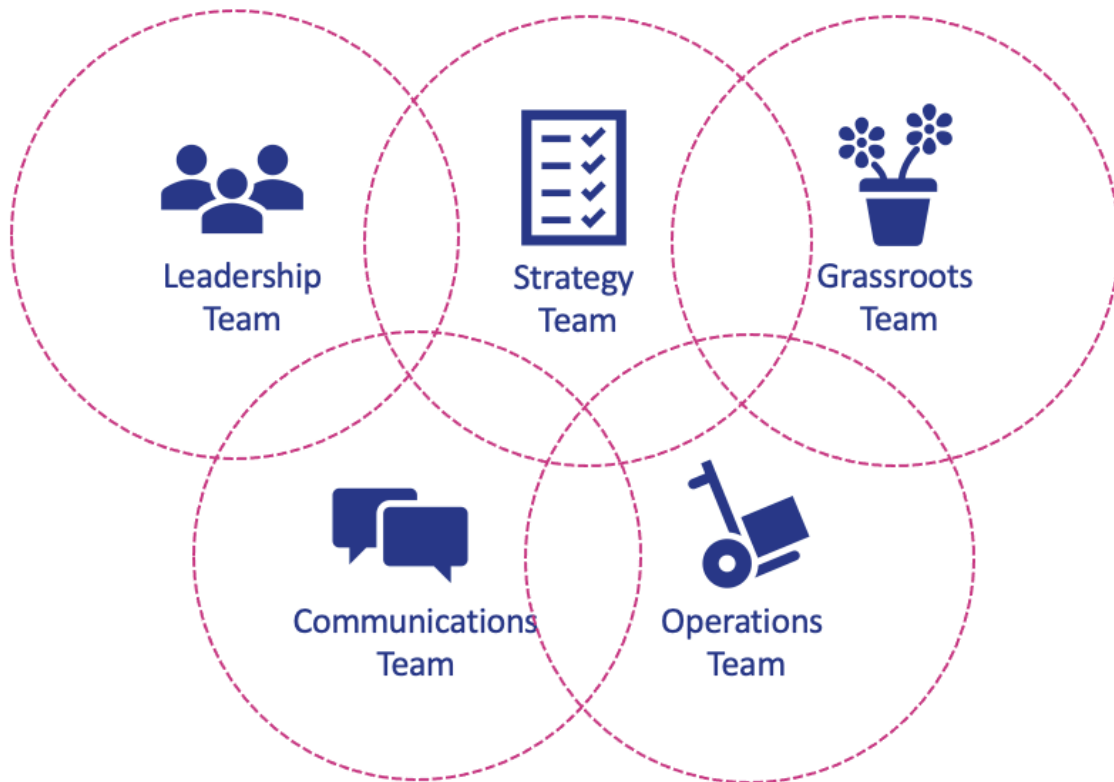 Leadership
Team
Strategy
Team
Grassroots
Team
Communications
Team
Operations
Team